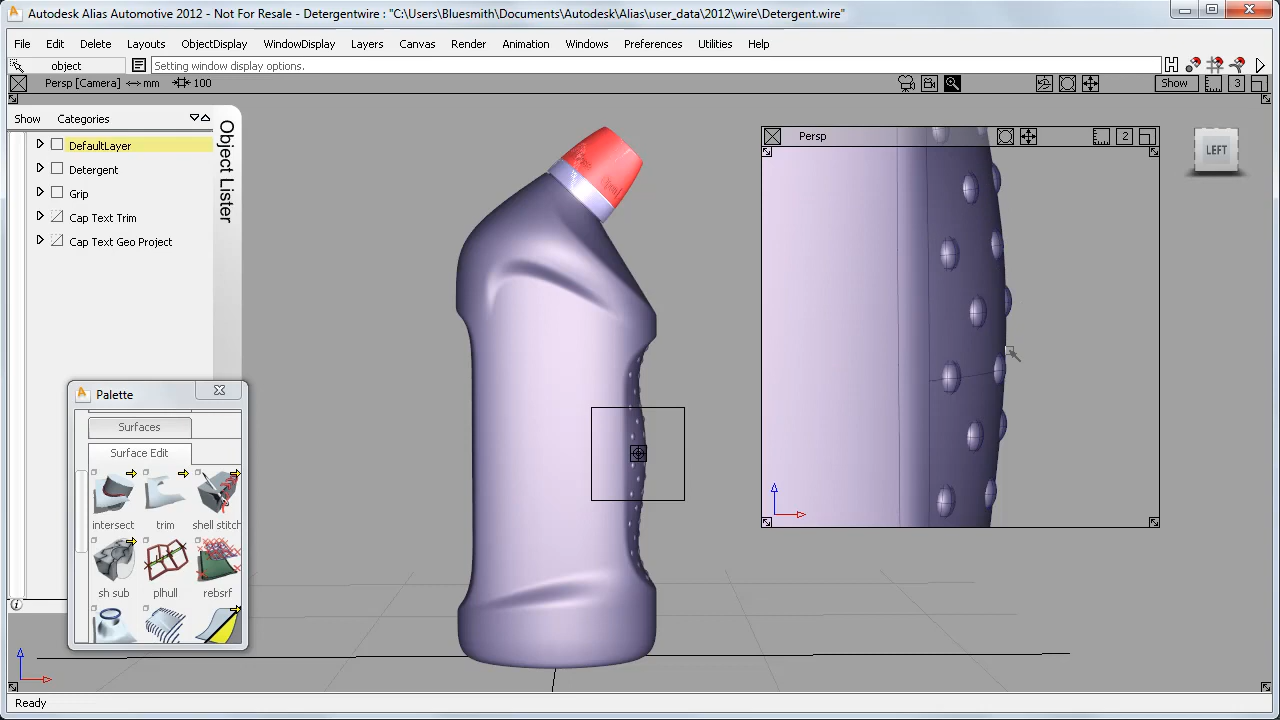 Autodesk Alias Automotive 2012 - Not For Resale - Detergentwire : "C:\Users\Bluesmith\Documents\Autodesk\Alias\user_data\2012\wire\Detergent.wire"
File Edit Delete Layouts ObjectDisplay WindowDisplay Layers Canvas Render Animation Windows Preferences Utilities Help
object Setting window display options.
Persp [Camera] mm 100 Show 3
Show Categories
Object Lister
DefaultLayer
Detergent
Grip
Cap Text Trim
Cap Text Geo Project
Persp 2
LEFT
Palette
Surfaces
Surface Edit
intersect trim shell stitch
sh sub plhull rebsrf
Ready